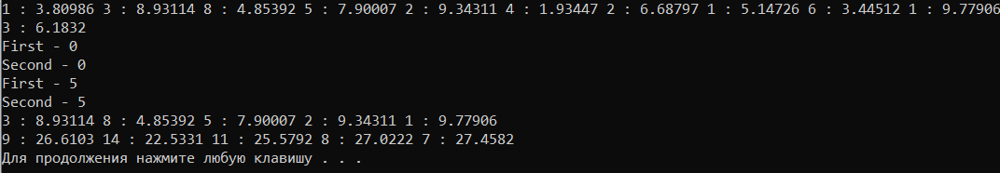 1 : 3.80986 3 : 8.93114 8 : 4.85392 5 : 7.90007 2 : 9.34311 4 : 1.93447 2 : 6.68797 1 : 5.14726 6 : 3.44512 1 : 9.77906
3 : 6.1832
First - 0
Second - 0
First - 5
Second - 5
3 : 8.93114 8 : 4.85392 5 : 7.90007 2 : 9.34311 1 : 9.77906
9 : 26.6103 14 : 22.5331 11 : 25.5792 8 : 27.0222 7 : 27.4582
Для продолжения нажмите любую клавишу . . .